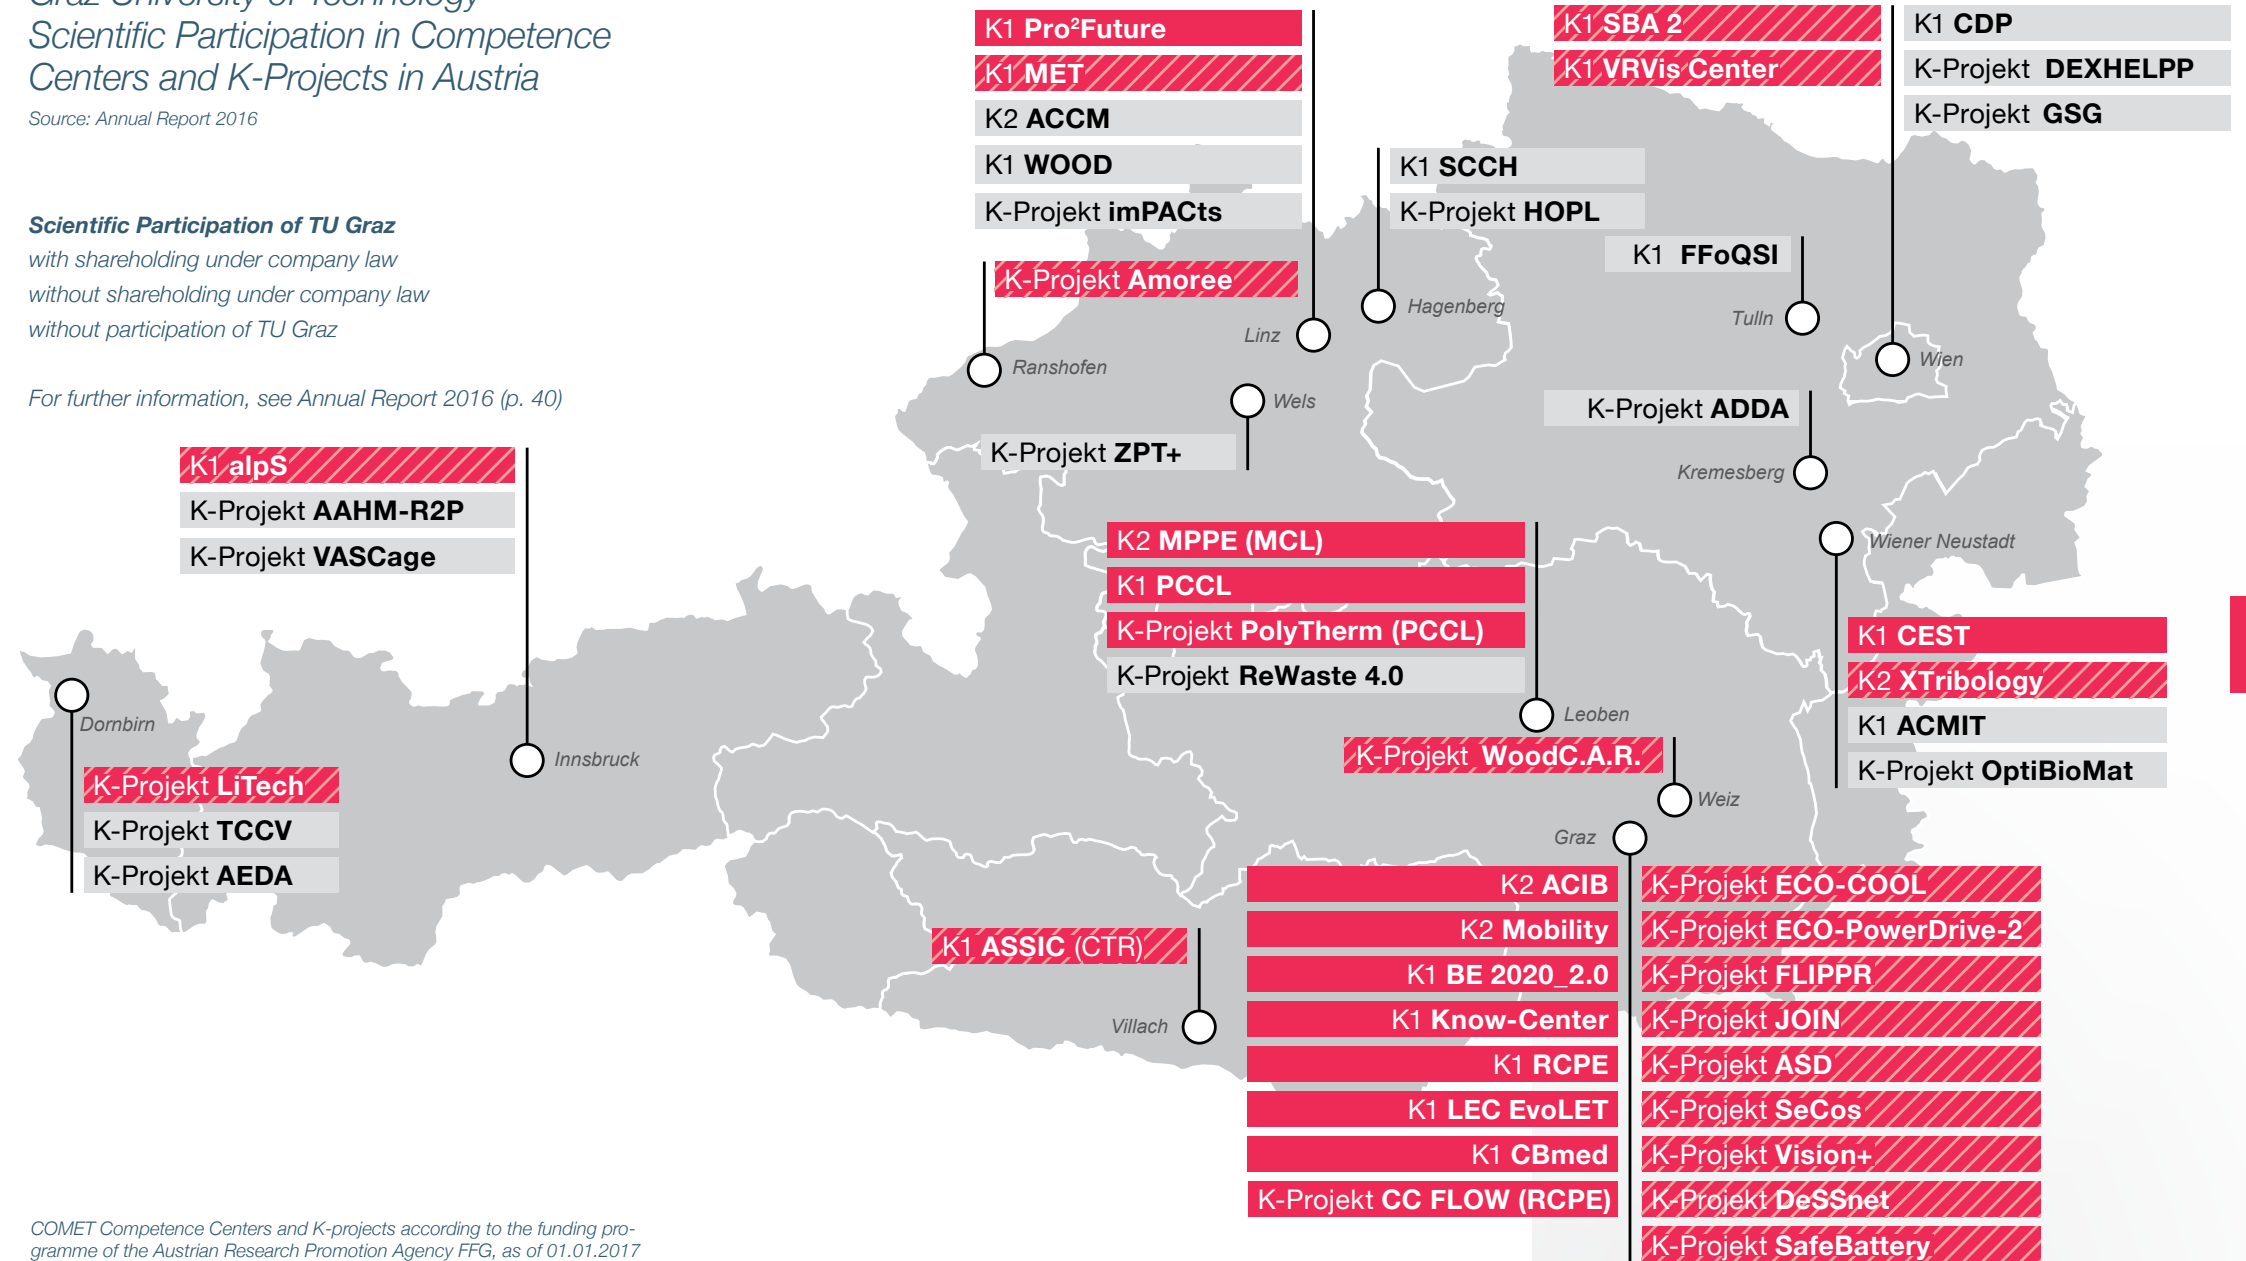 Graz University of Technology
Scientific Participation in Competence
Centers and K-Projects in Austria
Source: Annual Report 2016
Scientific Participation of TU Graz
with shareholding under company law
without shareholding under company law
without participation of TU Graz
For further information, see Annual Report 2016 (p. 40)
K1 Pro²Future
K1 MET
K2 ACCM
K1 WOOD
K-Projekt imPACts
Linz
K1 SBA 2
K1 VRVis Center
K1 CDP
K-Projekt DEXHELPP
K-Projekt GSG
Wien
K1 SCCH
K-Projekt HOPL
Hagenberg
K1 FFoQSI
Tulln
K-Projekt Amoree
Ranshofen
Wels
K-Projekt ZPT+
K-Projekt ADDA
Kremesberg
K1 alpS
K-Projekt AAHM-R2P
K-Projekt VASCage
Innsbruck
K2 MPPE (MCL)
K1 PCCL
K-Projekt PolyTherm (PCCL)
K-Projekt ReWaste 4.0
Leoben
Wiener Neustadt
K1 CEST
K2 XTribology
K1 ACMIT
K-Projekt OptiBioMat
Dornbirn
K-Projekt LiTech
K-Projekt TCCV
K-Projekt AEDA
K-Projekt WoodC.A.R.
Weiz
Graz
K2 ACIB
K2 Mobility
K1 BE 2020_2.0
K1 Know-Center
K1 RCPE
K1 LEC EvoLET
K1 CBmed
K-Projekt CC FLOW (RCPE)
K-Projekt ECO-COOL
K-Projekt ECO-PowerDrive-2
K-Projekt FLIPPR
K-Projekt JOIN
K-Projekt ASD
K-Projekt SeCos
K-Projekt Vision+
K-Projekt DeSSnet
K-Projekt SafeBattery
K1 ASSIC (CTR)
Villach
COMET Competence Centers and K-projects according to the funding pro-
gramme of the Austrian Research Promotion Agency FFG, as of 01.01.2017